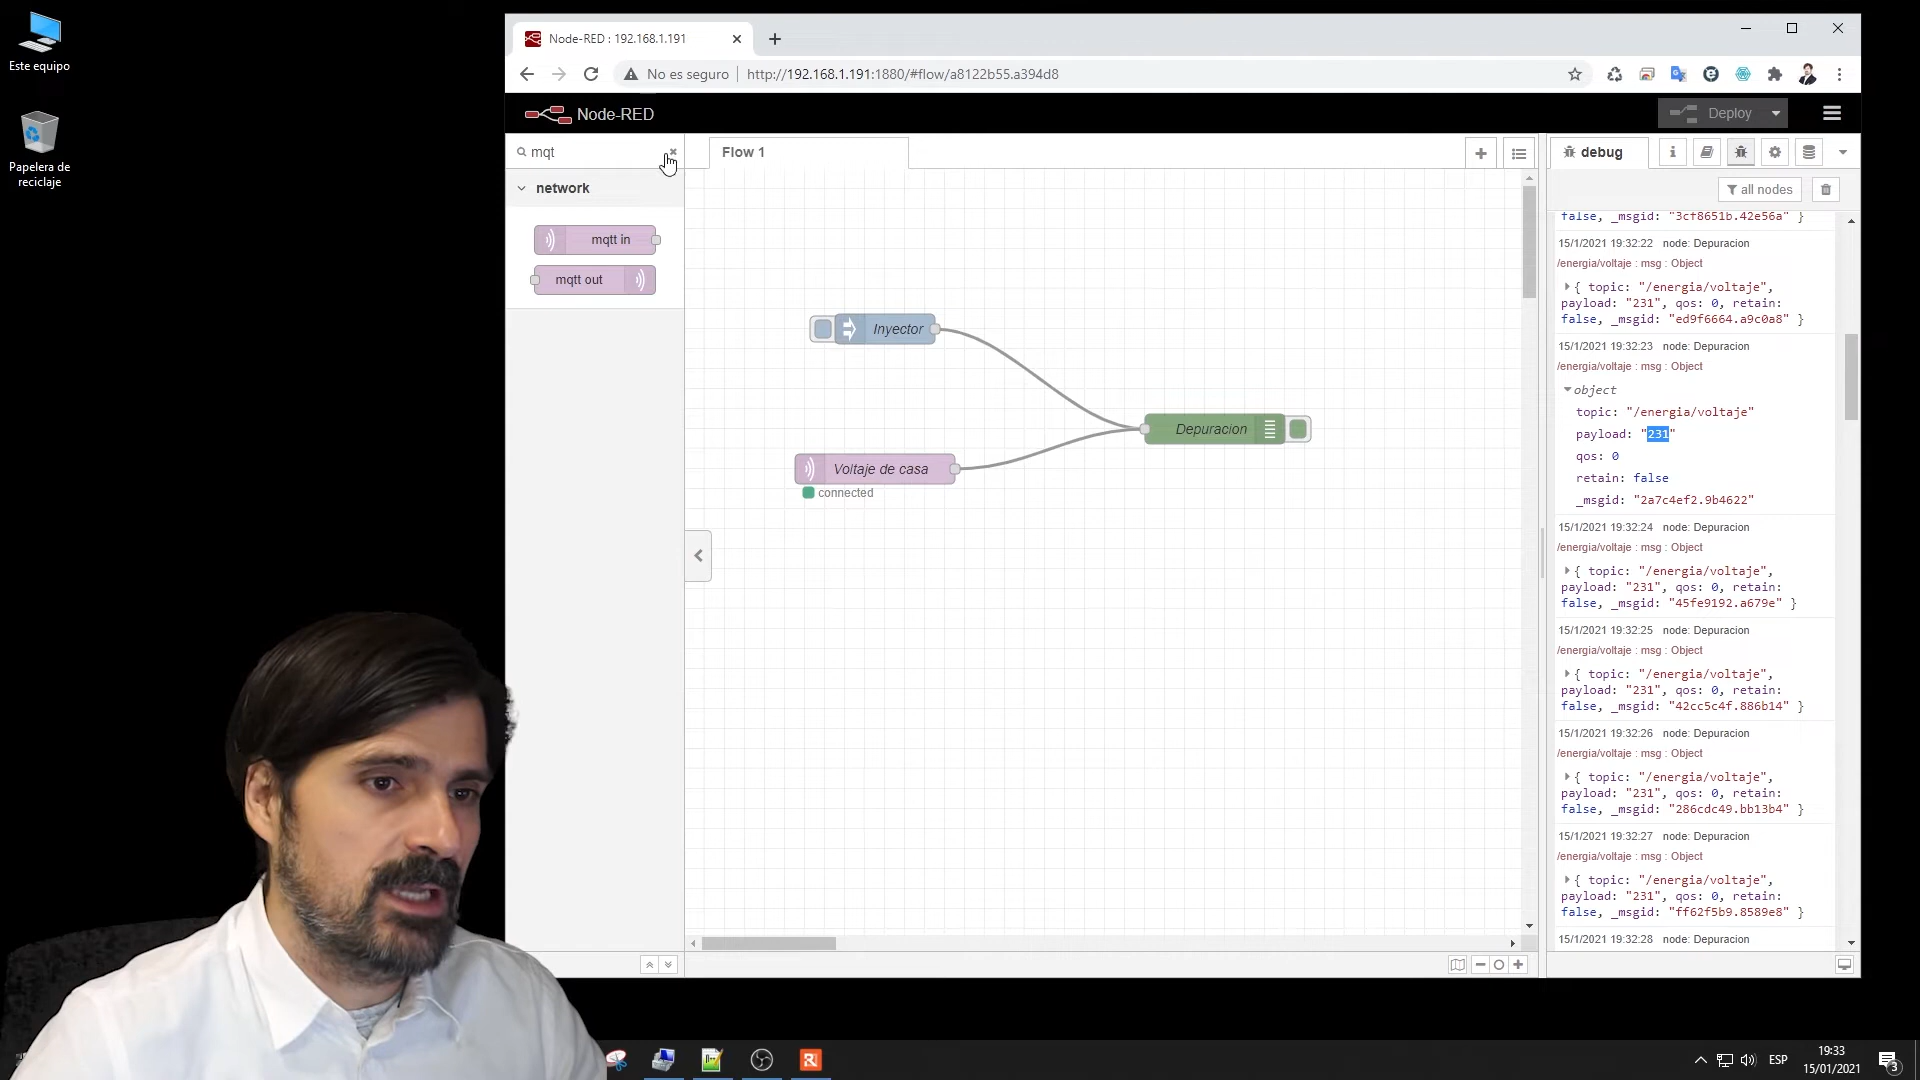 Este equipo
Papelera de
reciclaje
Node-RED : 192.168.1.191
No es seguro
http://192.168.1.191:1880/#flow/a8122b55.a394d8
Node-RED
Deploy
mqt
network
mqtt in
mqtt out
Flow 1
Inyector
Voltaje de casa
connected
Depuracion
debug
all nodes
false, _msgid: "3cf8651b.42e56a" }
15/1/2021 19:32:22 node: Depuracion
/energia/voltaje : msg : Object
{ topic: "/energia/voltaje",
payload: "231", qos: 0, retain:
false, _msgid: "ed9f6664.a9c0a8" }
15/1/2021 19:32:23 node: Depuracion
/energia/voltaje : msg : Object
object
topic: "/energia/voltaje"
payload: "231"
qos: 0
retain: false
_msgid: "2a7c4ef2.9b4622"
15/1/2021 19:32:24 node: Depuracion
/energia/voltaje : msg : Object
{ topic: "/energia/voltaje",
payload: "231", qos: 0, retain:
false, _msgid: "45fe9192.a679e" }
15/1/2021 19:32:25 node: Depuracion
/energia/voltaje : msg : Object
{ topic: "/energia/voltaje",
payload: "231", qos: 0, retain:
false, _msgid: "42cc5c4f.886b14" }
15/1/2021 19:32:26 node: Depuracion
/energia/voltaje : msg : Object
{ topic: "/energia/voltaje",
payload: "231", qos: 0, retain:
false, _msgid: "286cdc49.bb13b4" }
15/1/2021 19:32:27 node: Depuracion
/energia/voltaje : msg : Object
{ topic: "/energia/voltaje",
payload: "231", qos: 0, retain:
false, _msgid: "ff62f5b9.8589e8" }
15/1/2021 19:32:28 node: Depuracion
ESP
19:33
15/01/2021
3